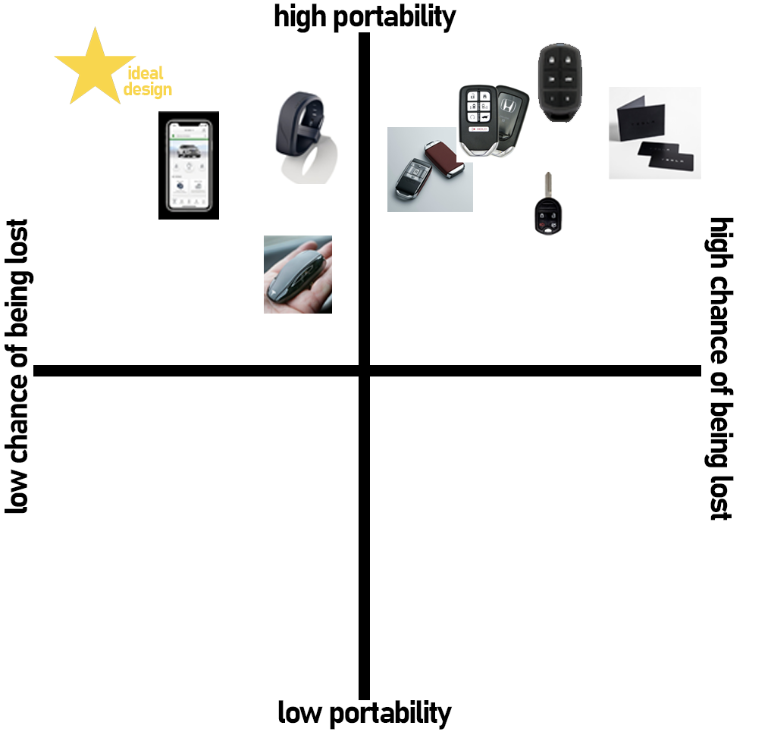 high portability
ideal
design
low chance of being lost
high chance of being lost
low portability